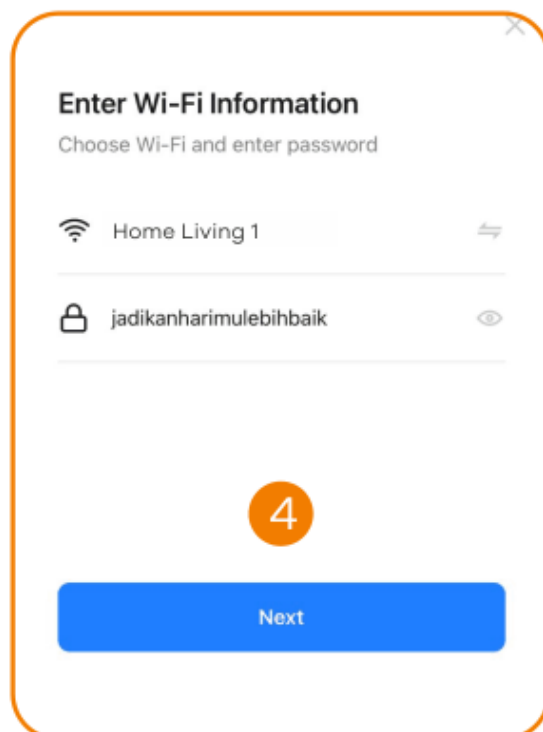 Enter Wi-Fi Information
Choose Wi-Fi and enter password
Home Living 1
jadikanharimulebihbaik
4
Next